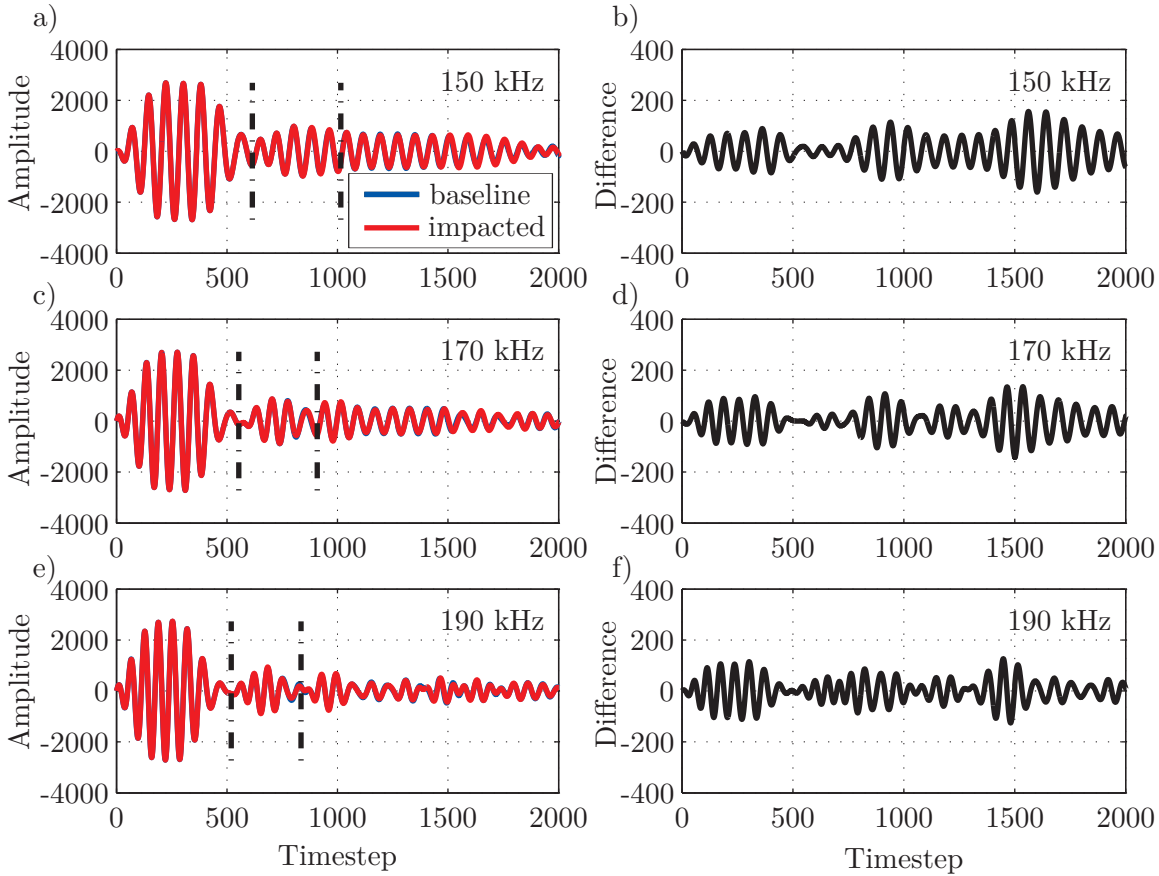 a)
4000
2000
0
-2000
-4000
Amplitude
150 kHz
baseline
impacted
0
500
1000
1500
2000
b)
400
200
0
-200
-400
Difference
150 kHz
0
500
1000
1500
2000
c)
4000
2000
0
-2000
-4000
Amplitude
170 kHz
0
500
1000
1500
2000
d)
400
200
0
-200
-400
Difference
170 kHz
0
500
1000
1500
2000
e)
4000
2000
0
-2000
-4000
Amplitude
190 kHz
0
500
1000
1500
2000
Timestep
f)
400
200
0
-200
-400
Difference
190 kHz
0
500
1000
1500
2000
Timestep